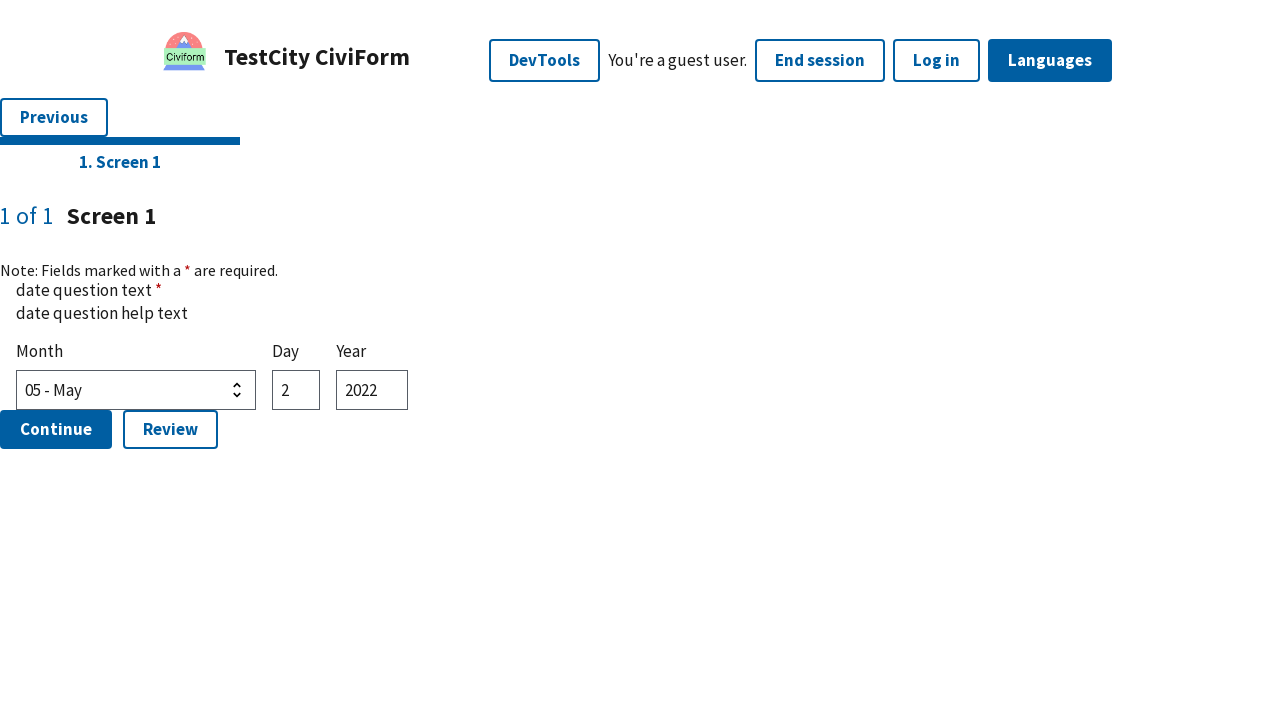 Civiform
TestCity CiviForm
DevTools
You're a guest user.
End session
Log in
Languages
Previous
1. Screen 1
1 of 1 Screen 1
Note: Fields marked with a * are required.
date question text *
date question help text
Month Day Year
05 - May 2 2022
Continue Review